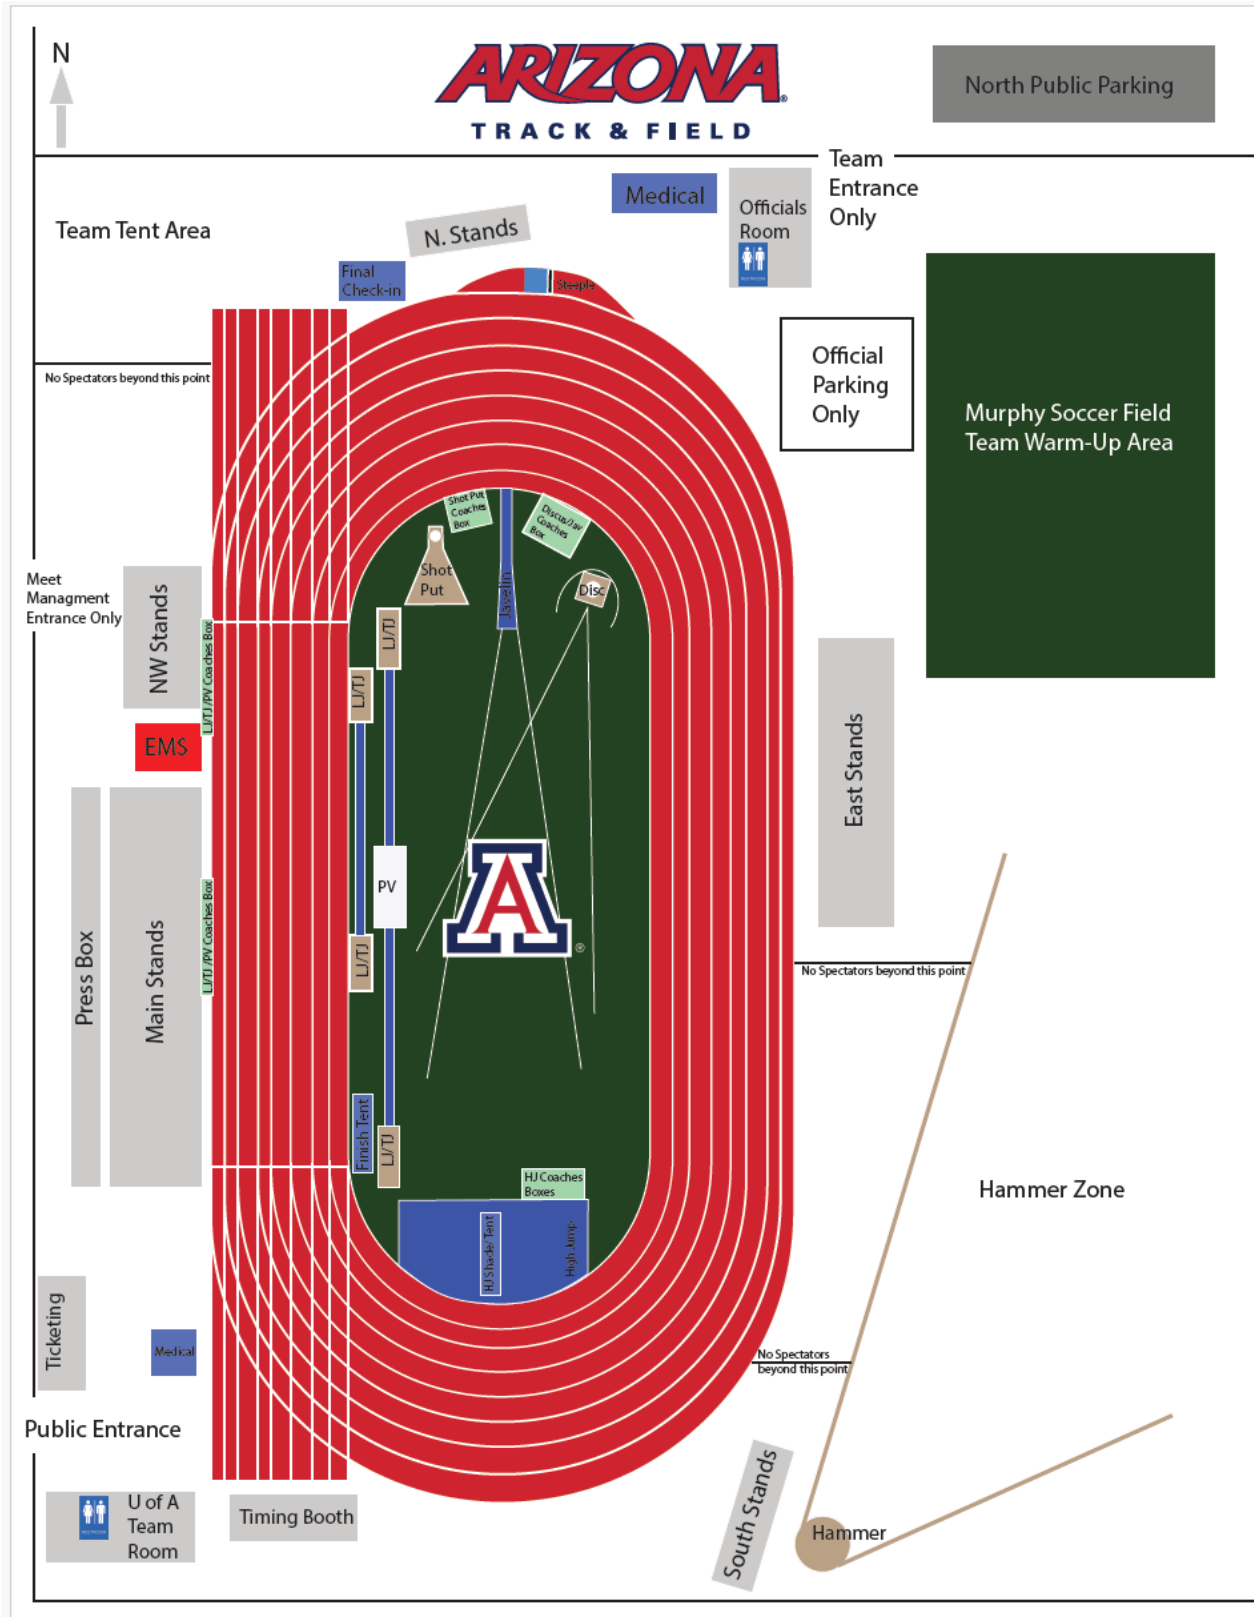 N
ARIZONA
®
TRACK & FIELD
North Public Parking
Team
Entrance
Only
Medical
Officials
Room
Team Tent Area
N. Stands
Final
Check-in
Steeple
No Spectators beyond this point
Official
Parking
Only
Murphy Soccer Field
Team Warm-Up Area
Shot Put
Coaches
Box
Discus/Jav
Coaches
Box
Shot
Put
Javelin
Disc
Meet
Managment
Entrance Only
NW Stands
LJ/TJ /PV Coaches Box
LJ/TJ
LJ/TJ
EMS
East Stands
Press Box
Main Stands
LJ/TJ /PV Coaches Box
PV
A
®
LJ/TJ
No Spectators beyond this point
Finish Tent
LJ/TJ
HJ Coaches
Boxes
HJ Shade/Tent
High Jump
Hammer Zone
Ticketing
Medical
No Spectators
beyond this point
Public Entrance
U of A
Team
Room
Timing Booth
South Stands
Hammer